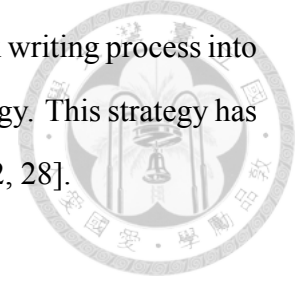 writing process into
gy. This strategy has
2, 28].